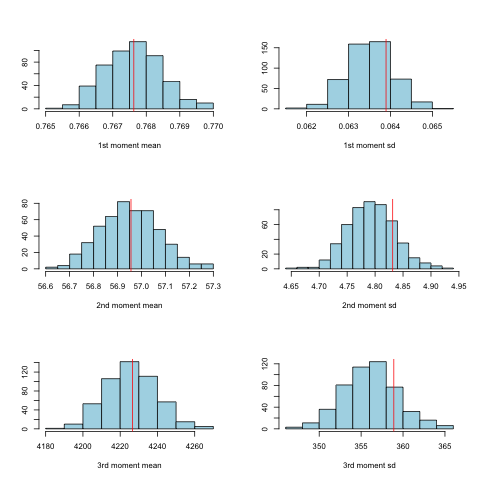 0 40 80
0.765 0.766 0.767 0.768 0.769 0.770
1st moment mean
0 50 100 150
0.062 0.063 0.064 0.065
1st moment sd
0 20 40 60 80
56.6 56.7 56.8 56.9 57.0 57.1 57.2 57.3
2nd moment mean
0 20 60
4.65 4.70 4.75 4.80 4.85 4.90 4.95
2nd moment sd
0 40 80 120
4180 4200 4220 4240 4260
3rd moment mean
0 40 80 120
350 355 360 365
3rd moment sd